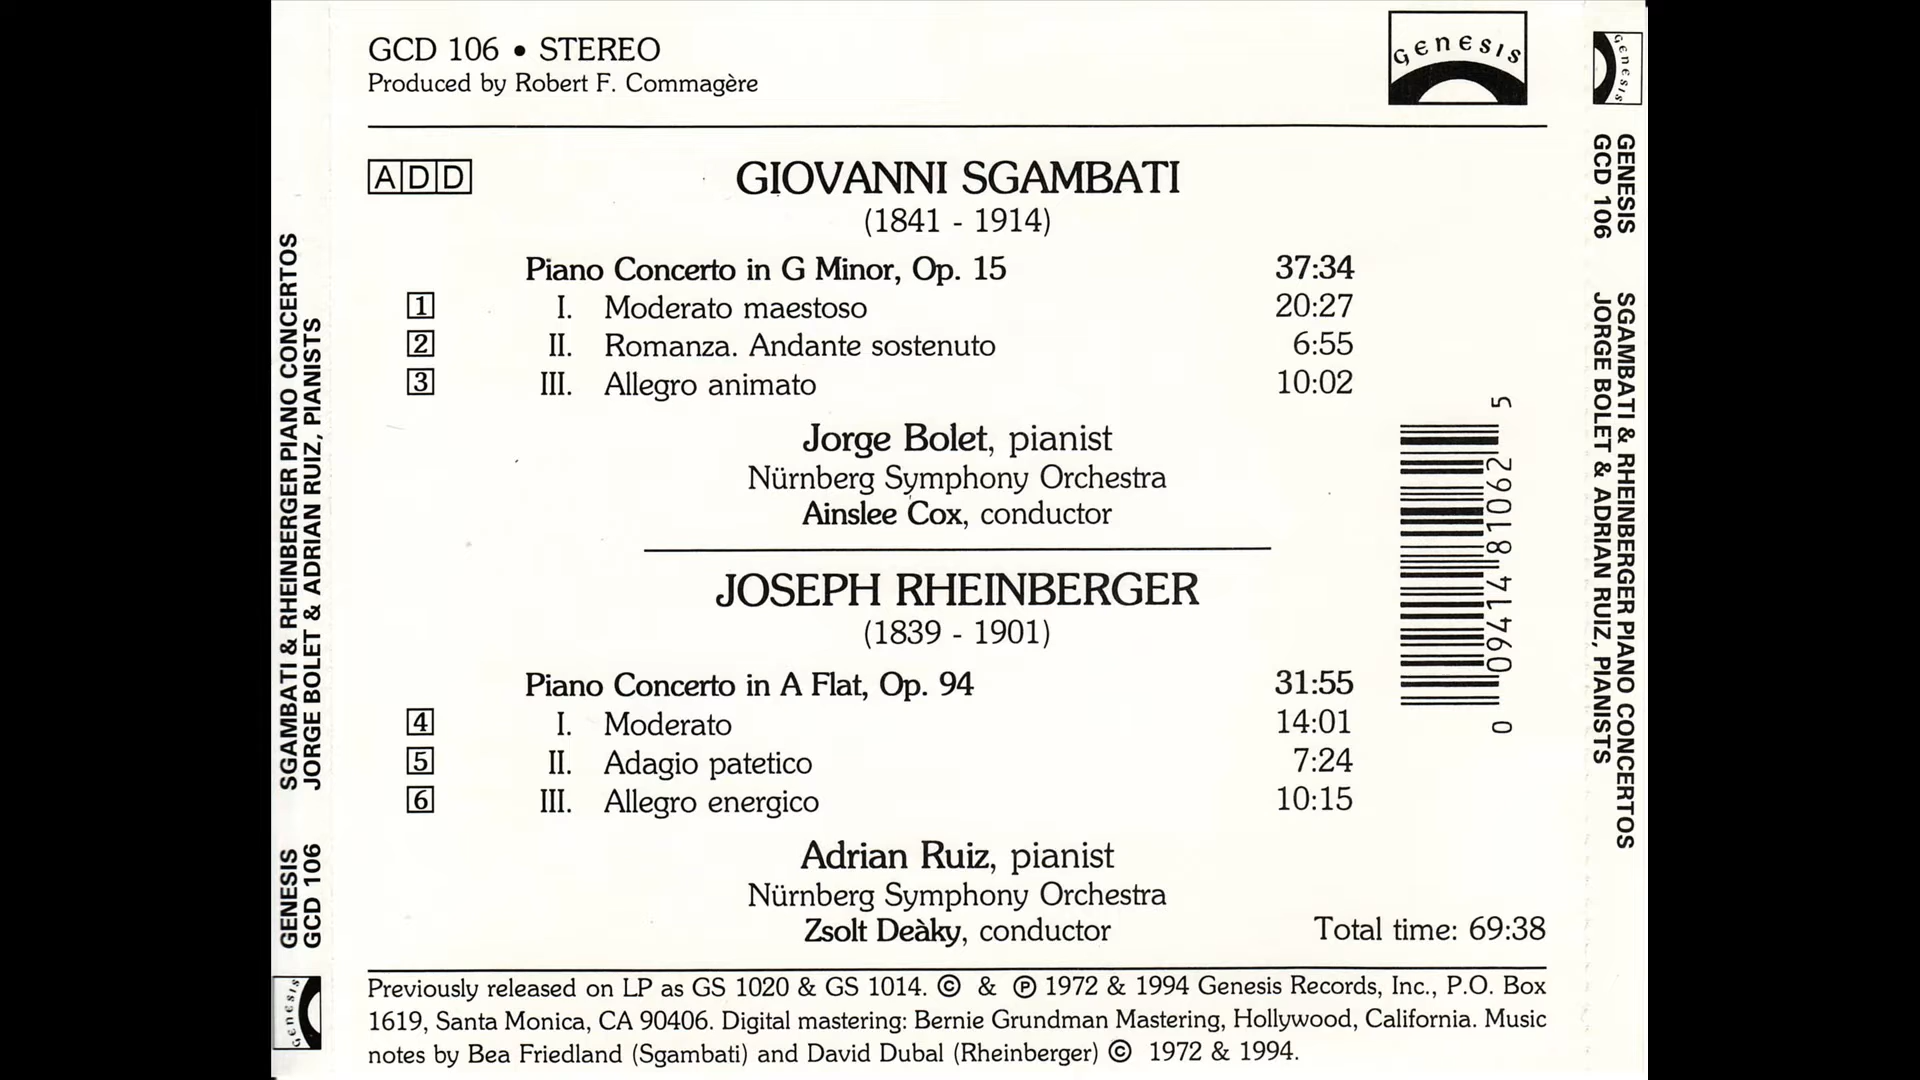 GCD 106 • STEREO
Produced by Robert F. Commagère
GENESIS
ADD
GIOVANNI SGAMBATI
(1841 - 1914)
Piano Concerto in G Minor, Op. 15 37:34
1 I. Moderato maestoso 20:27
2 II. Romanza. Andante sostenuto 6:55
3 III. Allegro animato 10:02
Jorge Bolet, pianist
Nürnberg Symphony Orchestra
Ainslee Cox, conductor
JOSEPH RHEINBERGER
(1839 - 1901)
Piano Concerto in A Flat, Op. 94 31:55
4 I. Moderato 14:01
5 II. Adagio patetico 7:24
6 III. Allegro energico 10:15
Adrian Ruiz, pianist
Nürnberg Symphony Orchestra
Zsolt Deàky, conductor
Total time: 69:38
Previously released on LP as GS 1020 & GS 1014. © & ℗ 1972 & 1994 Genesis Records, Inc., P.O. Box
1619, Santa Monica, CA 90406. Digital mastering: Bernie Grundman Mastering, Hollywood, California. Music
notes by Bea Friedland (Sgambati) and David Dubal (Rheinberger) © 1972 & 1994.
0 09414 81062 5
GENESIS
GENESIS SGAMBATI & RHEINBERGER PIANO CONCERTOS
GCD 106 JORGE BOLET & ADRIAN RUIZ, PIANISTS
GENESIS
GENESIS SGAMBATI & RHEINBERGER PIANO CONCERTOS
GCD 106 JORGE BOLET & ADRIAN RUIZ, PIANISTS